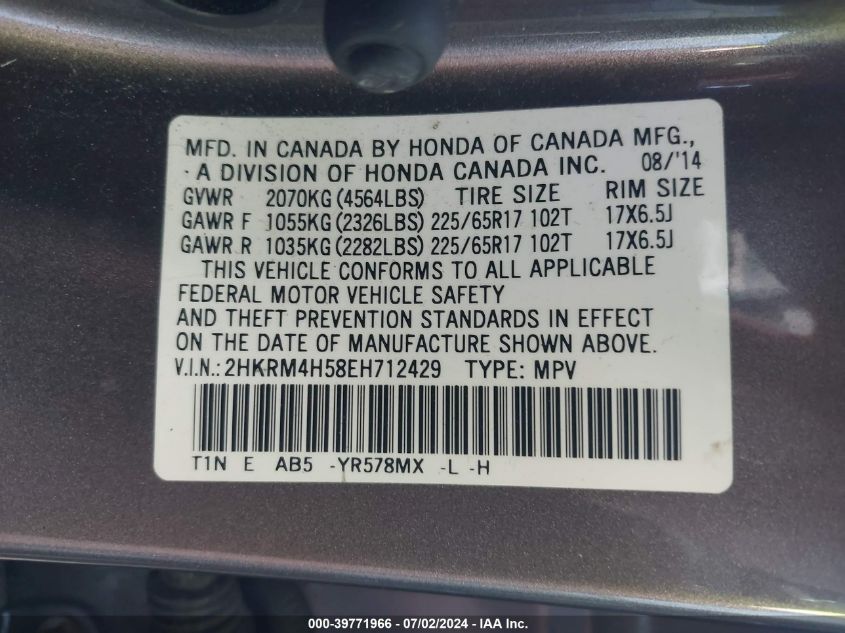 MFD. IN CANADA BY HONDA OF CANADA MFG.,
A DIVISION OF HONDA CANADA INC. 08/'14
GVWR 2070KG (4564LBS) TIRE SIZE RIM SIZE
GAWR F 1055KG (2326LBS) 225/65R17 102T 17X6.5J
GAWR R 1035KG (2282LBS) 225/65R17 102T 17X6.5J
THIS VEHICLE CONFORMS TO ALL APPLICABLE
FEDERAL MOTOR VEHICLE SAFETY
AND THEFT PREVENTION STANDARDS IN EFFECT
ON THE DATE OF MANUFACTURE SHOWN ABOVE.
V.I.N.: 2HKRM4H58EH712429 TYPE: MPV
T1N E AB5 -YR578MX -L -H
000-39771966 - 07/02/2024 - IAA Inc.